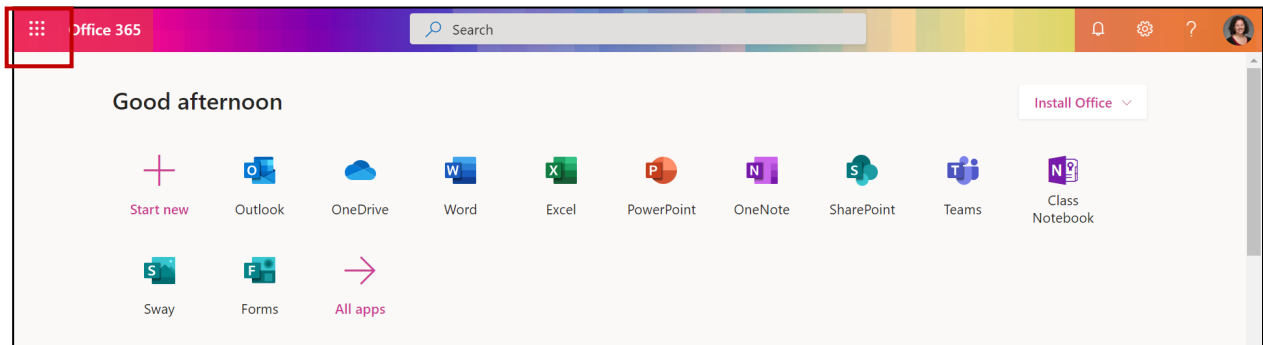 Office 365
Search
?
Good afternoon
Install Office
Start new
Outlook
OneDrive
Word
Excel
PowerPoint
OneNote
SharePoint
Teams
Class
Notebook
Sway
Forms
All apps